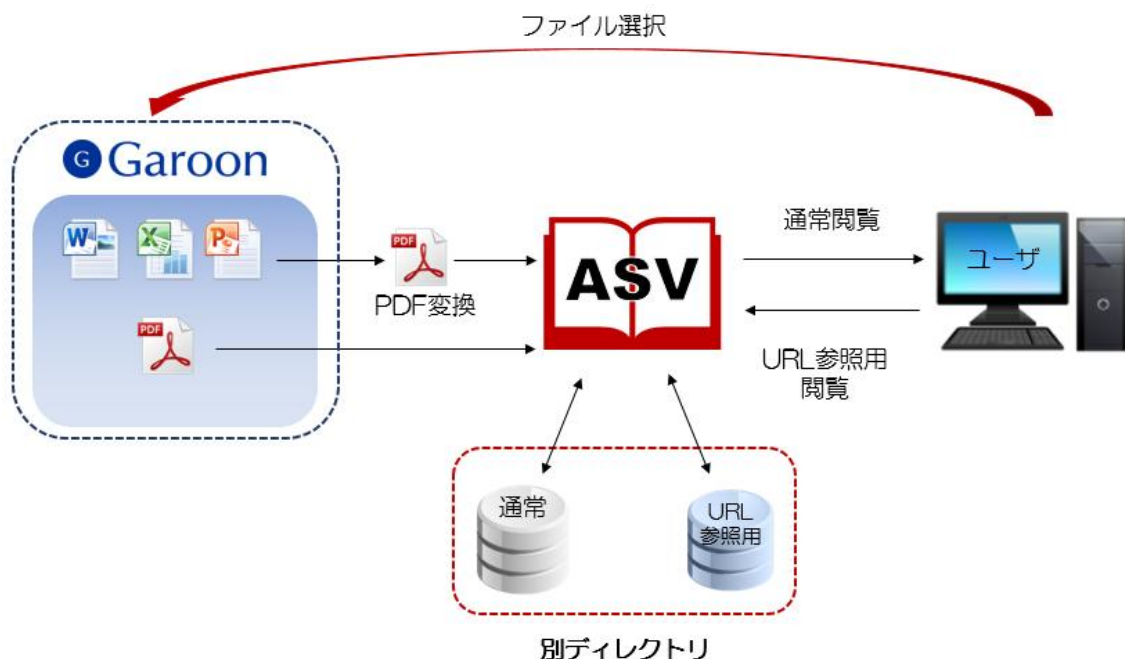 ファイル選択
G Garoon
W
X
P
PDF
PDF変換
PDF
ASV
通常閲覧
URL参照用
閲覧
ユーザ
通常
URL
参照用
別ディレクトリ